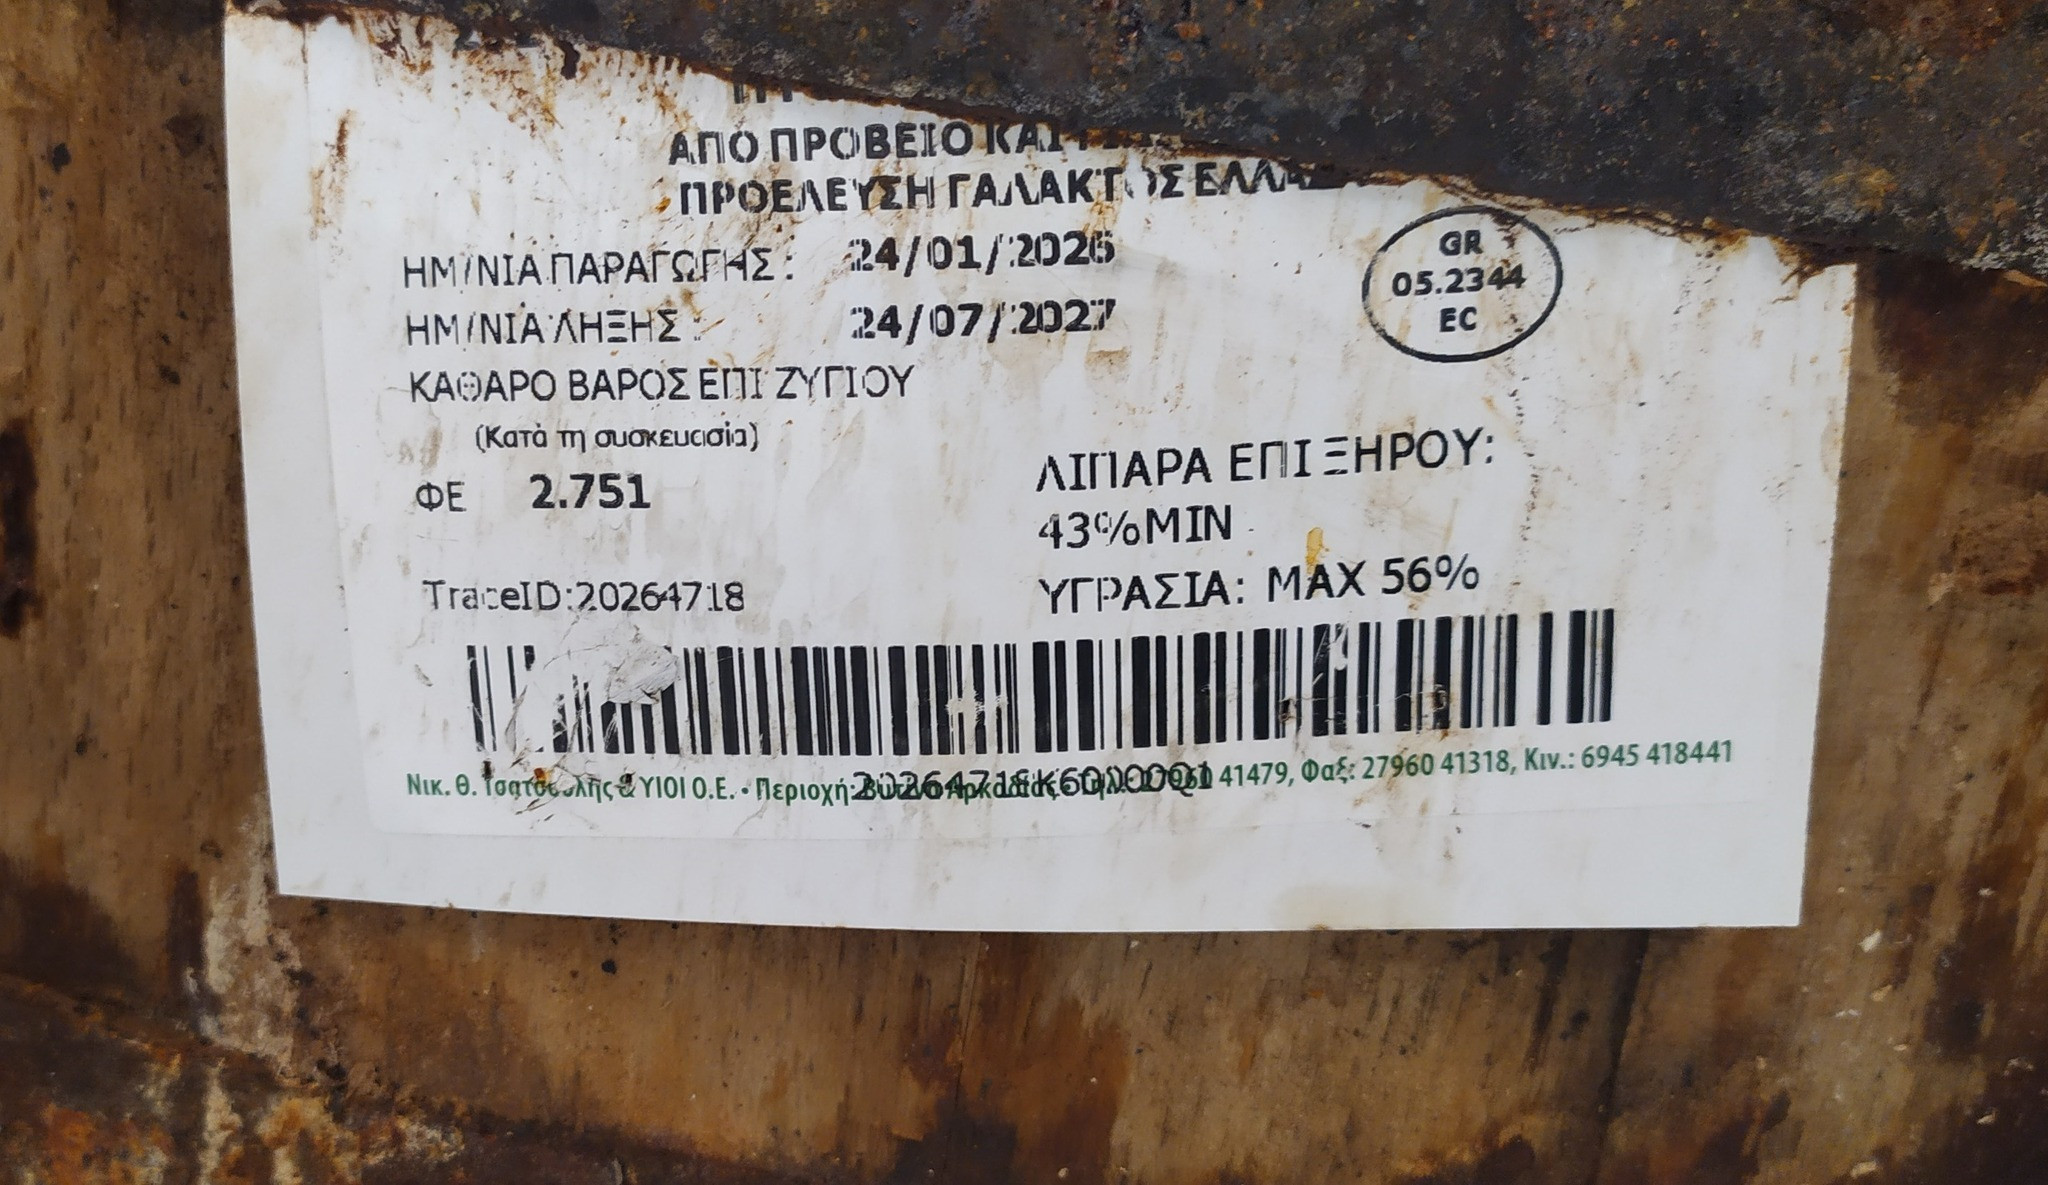 ΑΠΟ ΠΡΟΒΕΙΟ ΚΑΙ
ΠΡΟΕΛΕΥΣΗ ΓΑΛΑΚΤΟΣ
GR
05.2344
EC
ΗΜ/ΝΙΑ ΠΑΡΑΓΩΓΗΣ: 24/01/2026
ΗΜ/ΝΙΑ ΛΗΞΗΣ: 24/07/2027
ΚΑΘΑΡΟ ΒΑΡΟΣ ΕΠΙ ΖΥΓΙΟΥ
(Κατά τη συσκευασία)
ΦΕ 2.751
ΛΙΠΑΡΑ ΕΠΙ ΞΗΡΟΥ:
43%MIN
ΥΓΡΑΣΙΑ: MAX 56%
TraceID:20264718
Νικ. Θ. & ΥΙΟΙ Ο.Ε. • Περιοχή: 41479, Φαξ: 27960 41318, Κιν.: 6945 418441